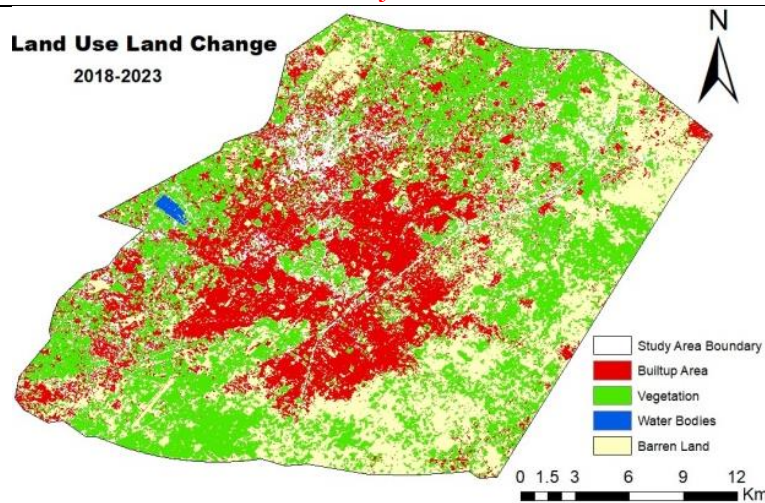 Land Use Land Change
2018-2023
N
Study Area Boundary
Builtup Area
Vegetation
Water Bodies
Barren Land
0 1.5 3 6 9 12
Km